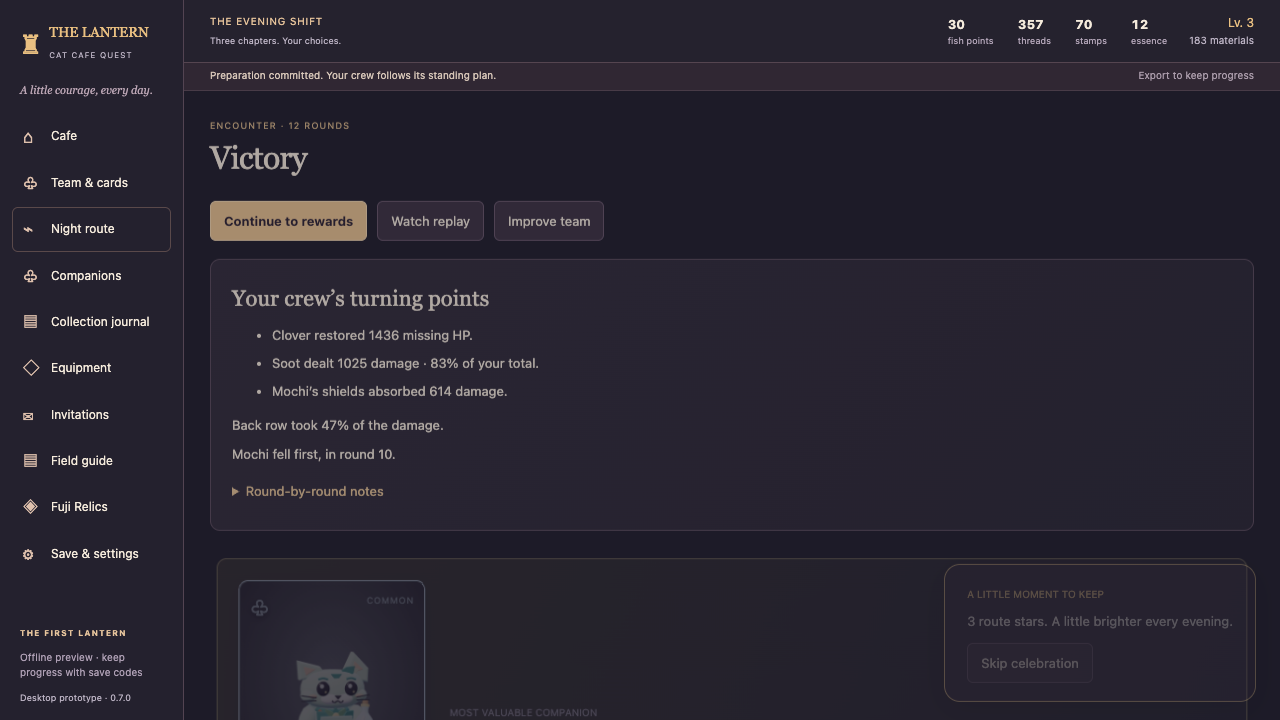 THE LANTERN
CAT CAFE QUEST
A little courage, every day.
Cafe
Team & cards
Night route
Companions
Collection journal
Equipment
Invitations
Field guide
Fuji Relics
Save & settings
THE FIRST LANTERN
Offline preview · keep
progress with save codes
Desktop prototype · 0.7.0
THE EVENING SHIFT
Three chapters. Your choices.
30
fish points
357
threads
70
stamps
12
essence
Lv. 3
183 materials
Preparation committed. Your crew follows its standing plan.
Export to keep progress
ENCOUNTER · 12 ROUNDS
Victory
Continue to rewards
Watch replay
Improve team
Your crew’s turning points
• Clover restored 1436 missing HP.
• Soot dealt 1025 damage · 83% of your total.
• Mochi’s shields absorbed 614 damage.
Back row took 47% of the damage.
Mochi fell first, in round 10.
Round-by-round notes
COMMON
MOST VALUABLE COMPANION
A LITTLE MOMENT TO KEEP
3 route stars. A little brighter every evening.
Skip celebration